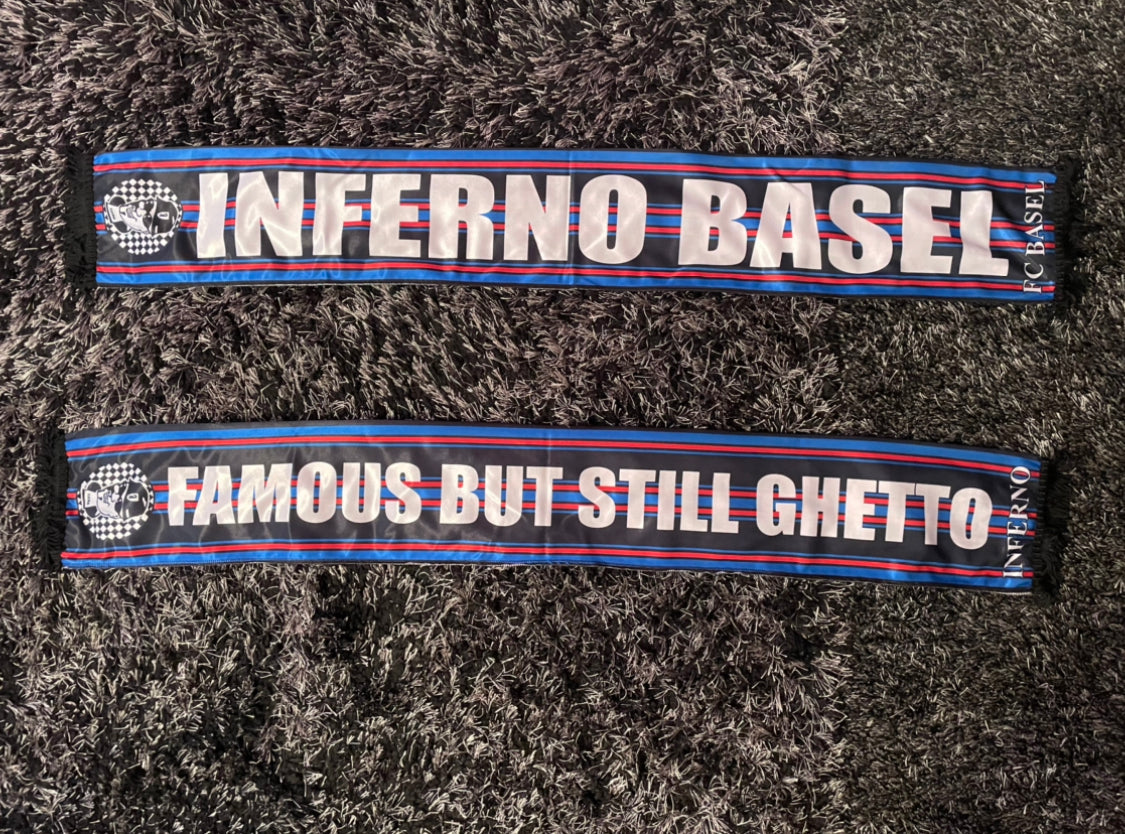 INFERNO BASEL
FC BASEL
FAMOUS BUT STILL GHETTO
INFERNO